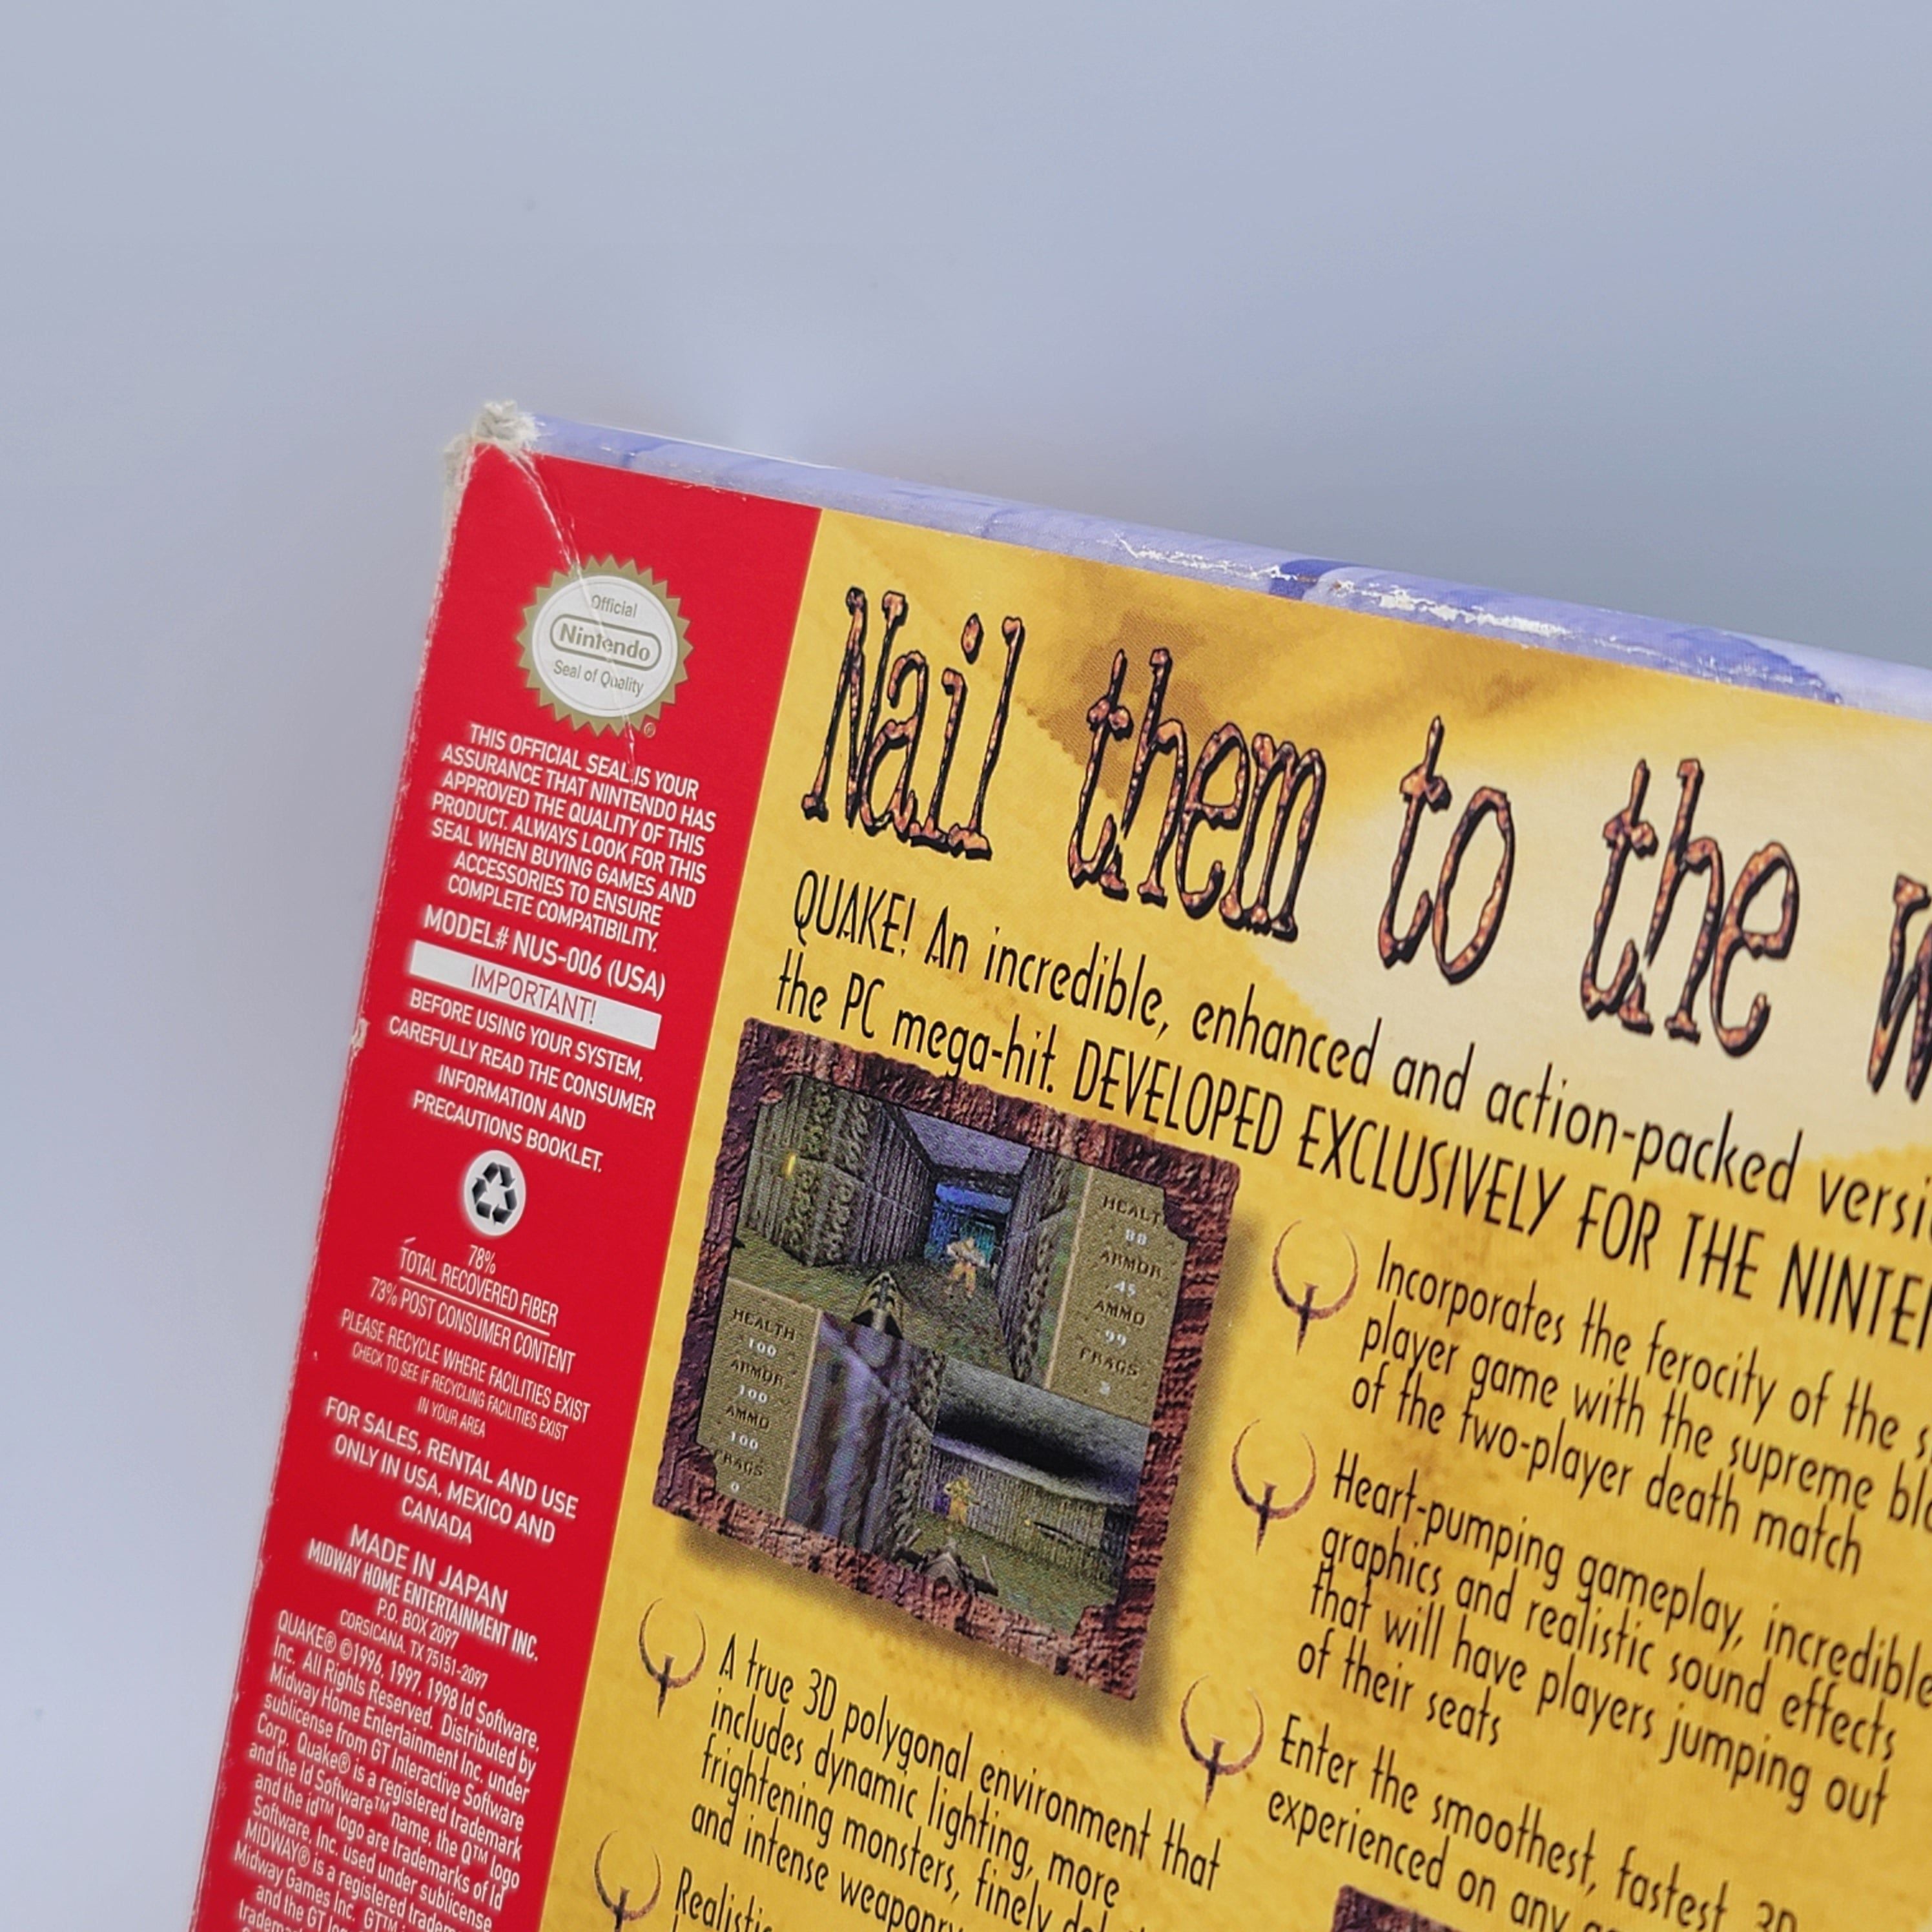 Official
Nintendo
Seal of Quality
®
THIS OFFICIAL SEAL IS YOUR
ASSURANCE THAT NINTENDO HAS
APPROVED THE QUALITY OF THIS
PRODUCT. ALWAYS LOOK FOR THIS
SEAL WHEN BUYING GAMES AND
ACCESSORIES TO ENSURE
COMPLETE COMPATIBILITY.
MODEL# NUS-006 (USA)
IMPORTANT!
BEFORE USING YOUR SYSTEM,
CAREFULLY READ THE CONSUMER
INFORMATION AND
PRECAUTIONS BOOKLET.
78%
TOTAL RECOVERED FIBER
73% POST CONSUMER CONTENT
PLEASE RECYCLE WHERE FACILITIES EXIST
CHECK TO SEE IF RECYCLING FACILITIES EXIST
IN YOUR AREA
FOR SALES, RENTAL AND USE
ONLY IN USA, MEXICO AND
CANADA
MADE IN JAPAN
MIDWAY HOME ENTERTAINMENT INC.
P.O. BOX 2097
CORSICANA, TX 75151-2097
QUAKE® ©1996, 1997, 1998 Id Software,
Inc. All Rights Reserved. Distributed by
Midway Home Entertainment Inc. under
sublicense from GT Interactive Software
Corp. Quake® is a registered trademark
and the Id Software™ name, the Q™ logo
and the id™ logo are trademarks of Id
Software, Inc. used under sublicense
MIDWAY® is a registered
Midway Games Inc. GT™
and the GT
Nail them to the
QUAKE! An incredible, enhanced and action-packed
the PC mega-hit. DEVELOPED EXCLUSIVELY FOR THE
HEALT
88
ARMOR
45
AMMO
99
FRAGS
HEALTH
100
ARMOR
100
AMMO
100
FRAGS
0
Incorporates the ferocity of the
player game with the supreme
of the two-player death match
Heart-pumping gameplay, incredible
graphics and realistic sound effects
that will have players jumping out
of their seats
Enter the smoothest, fastest, 3D
experienced on any
A true 3D polygonal environment that
includes dynamic lighting, more
frightening monsters, finely
and intense weaponry
Realistic